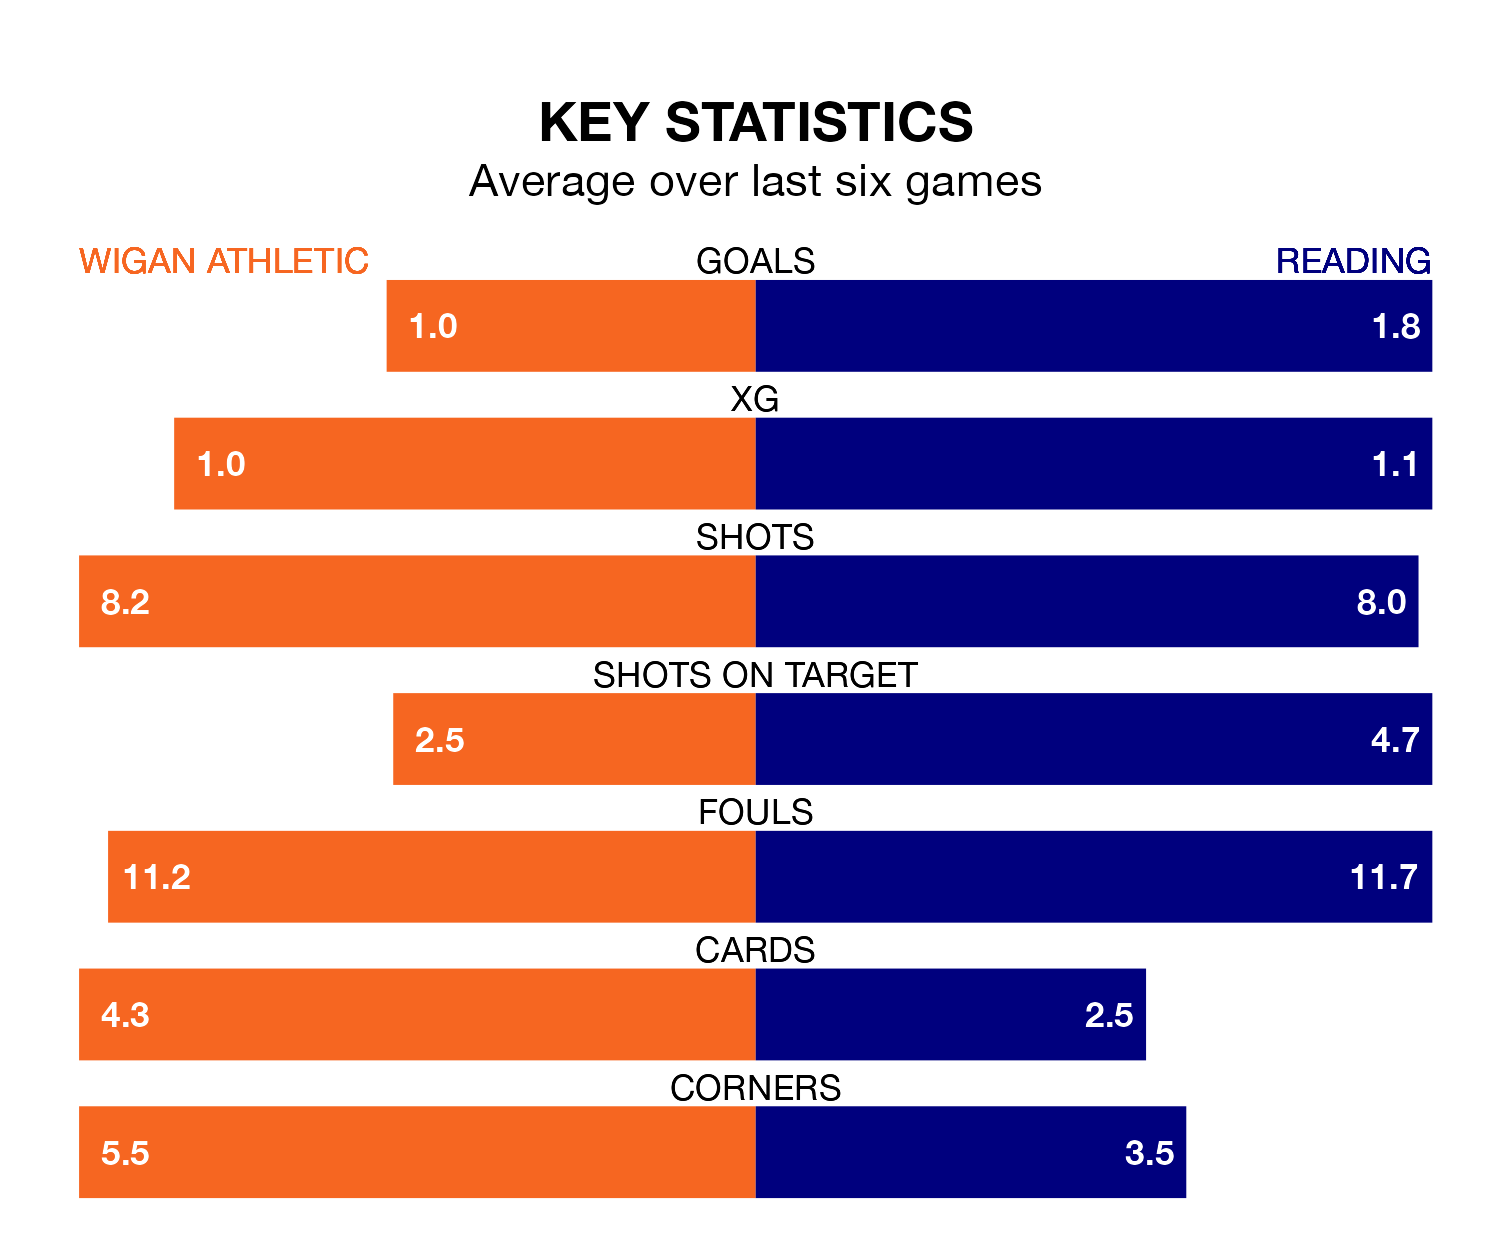 KEY STATISTICS
Average over last six games
WIGAN ATHLETIC GOALS READING
1.0 1.8
XG
1.0 1.1
SHOTS
8.2 8.0
SHOTS ON TARGET
2.5 4.7
FOULS
11.2 11.7
CARDS
4.3 2.5
CORNERS
5.5 3.5